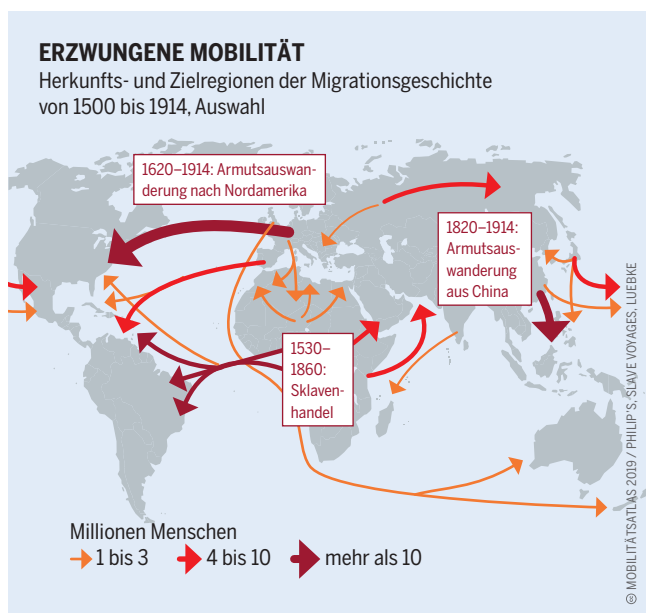 ERZWUNGENE MOBILITÄT
Herkunfts- und Zielregionen der Migrationsgeschichte
von 1500 bis 1914, Auswahl
1620–1914: Armutsauswan-
derung nach Nordamerika
1820–1914:
Armutsaus-
wanderung
aus China
1530–
1860:
Sklaven-
handel
Millionen Menschen
1 bis 3
4 bis 10
mehr als 10
© MOBILITÄTSATLAS 2019 / PHILIP'S, SLAVE VOYAGES, LUEBKE